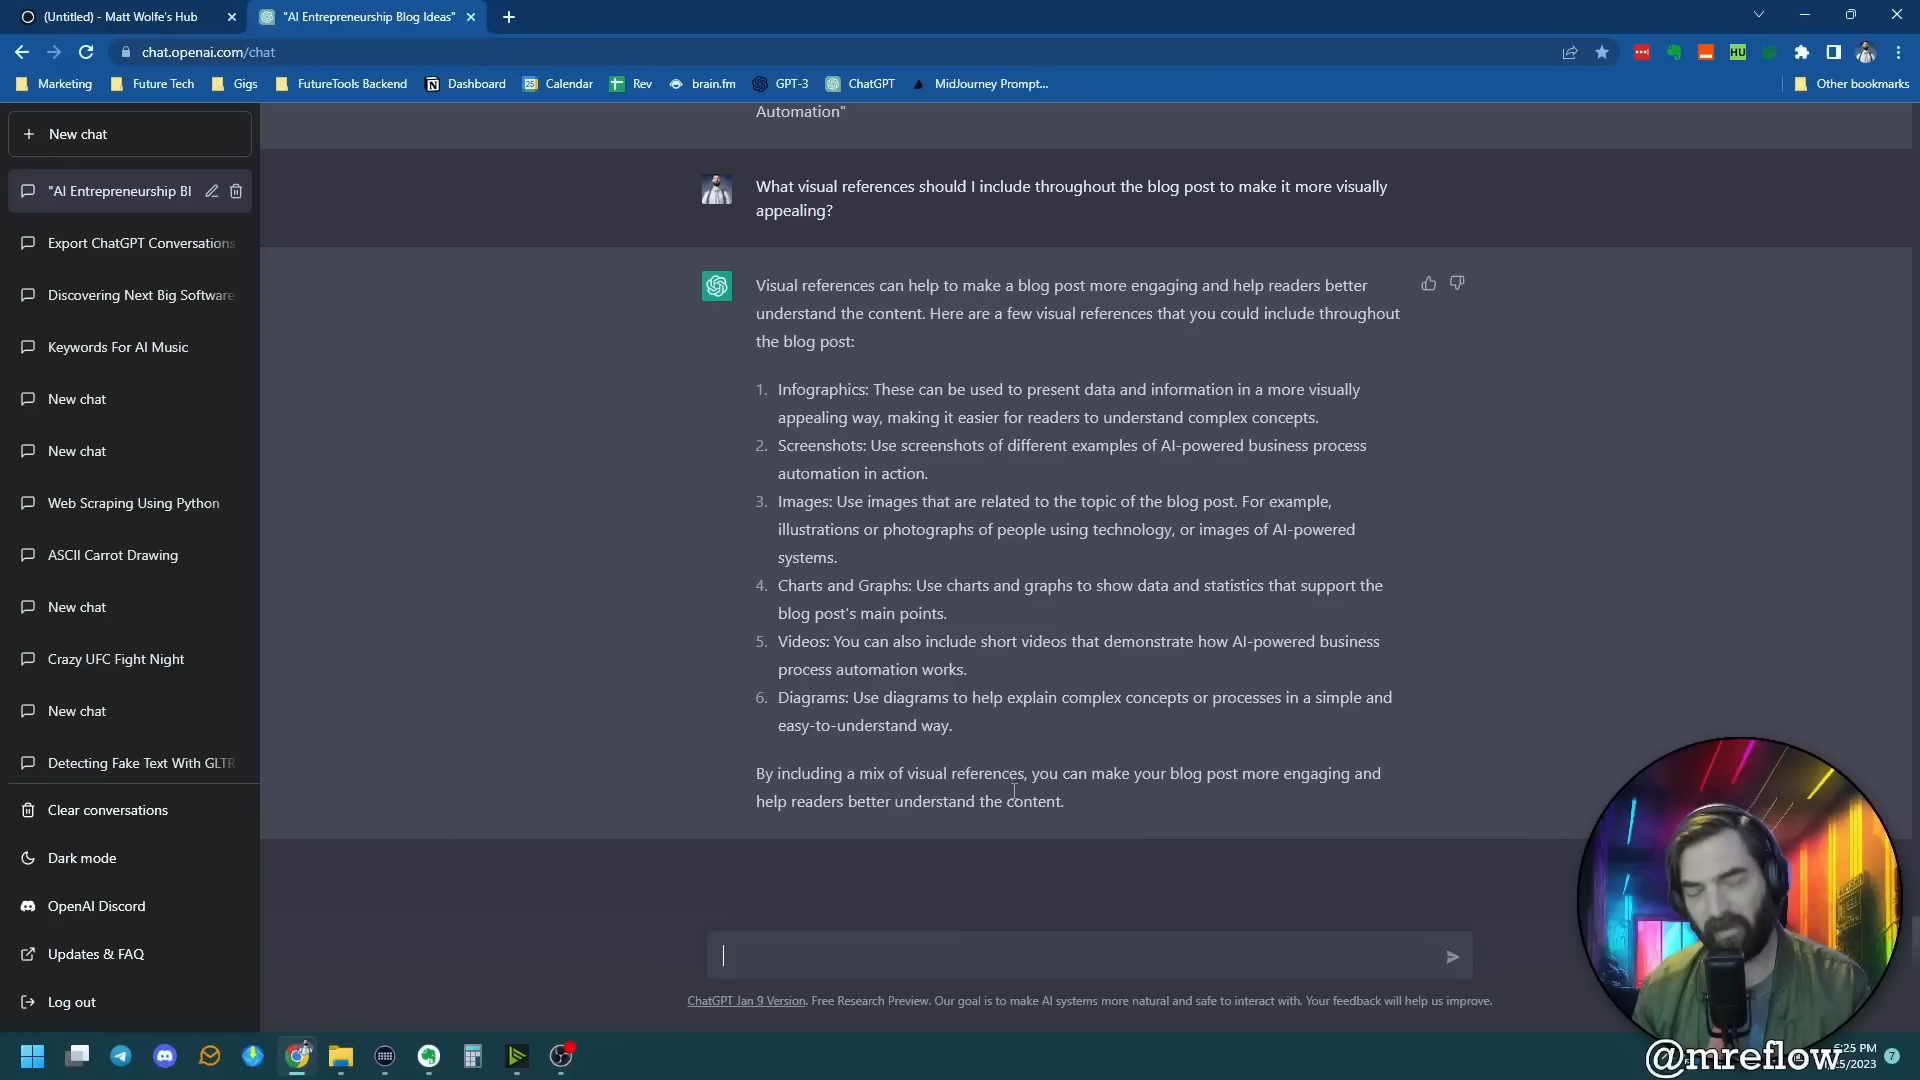 (Untitled) - Matt Wolfe's Hub
"AI Entrepreneurship Blog Ideas"
chat.openai.com/chat
HU
Marketing
Future Tech
Gigs
FutureTools Backend
Dashboard
Calendar
Rev
brain.fm
GPT-3
ChatGPT
MidJourney Prompt...
Other bookmarks
New chat
"AI Entrepreneurship Bl
Export ChatGPT Conversations
Discovering Next Big Software
Keywords For AI Music
New chat
New chat
Web Scraping Using Python
ASCII Carrot Drawing
New chat
Crazy UFC Fight Night
New chat
Detecting Fake Text With GLTR
Clear conversations
Dark mode
OpenAI Discord
Updates & FAQ
Log out
Automation"
What visual references should I include throughout the blog post to make it more visually
appealing?
Visual references can help to make a blog post more engaging and help readers better
understand the content. Here are a few visual references that you could include throughout
the blog post:
1. Infographics: These can be used to present data and information in a more visually
appealing way, making it easier for readers to understand complex concepts.
2. Screenshots: Use screenshots of different examples of AI-powered business process
automation in action.
3. Images: Use images that are related to the topic of the blog post. For example,
illustrations or photographs of people using technology, or images of AI-powered
systems.
4. Charts and Graphs: Use charts and graphs to show data and statistics that support the
blog post's main points.
5. Videos: You can also include short videos that demonstrate how AI-powered business
process automation works.
6. Diagrams: Use diagrams to help explain complex concepts or processes in a simple and
easy-to-understand way.
By including a mix of visual references, you can make your blog post more engaging and
help readers better understand the content.
ChatGPT Jan 9 Version. Free Research Preview. Our goal is to make AI systems more natural and safe to interact with. Your feedback will help us improve.
@mreflow
:25 PM
5/2023
7